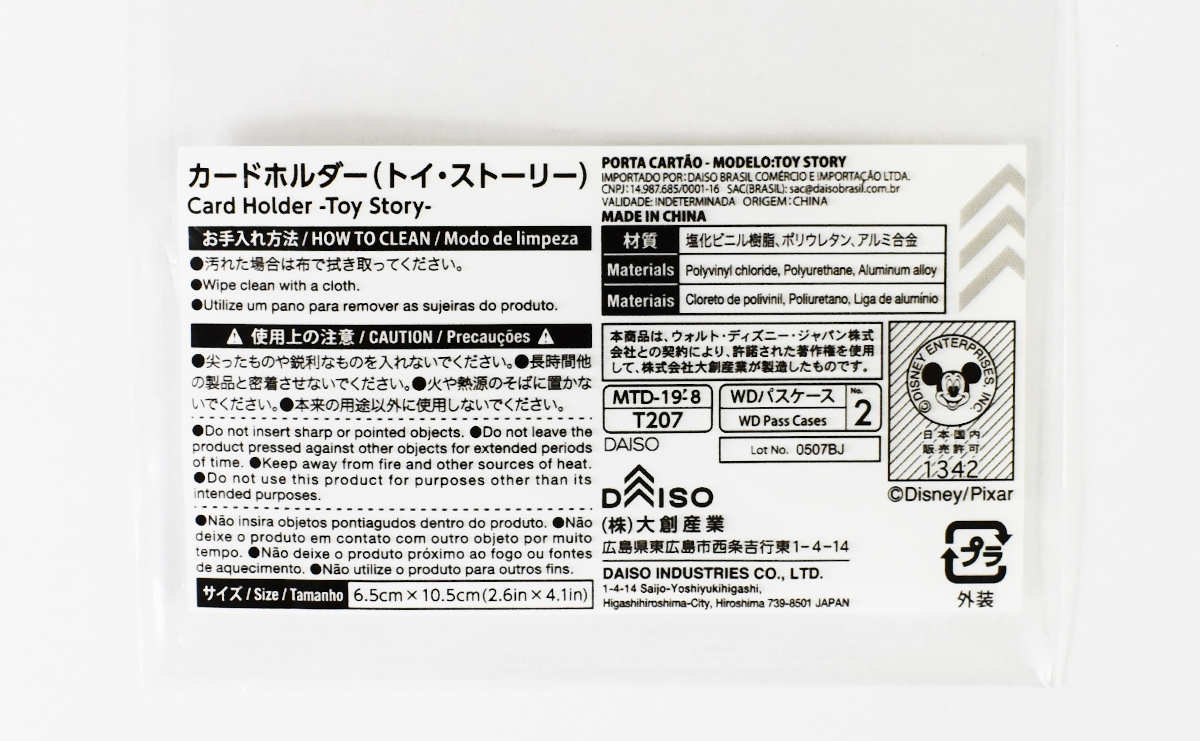 カードホルダー(トイ・ストーリー)
Card Holder -Toy Story-
お手入れ方法 / HOW TO CLEAN / Modo de limpeza
●汚れた場合は布で拭き取ってください。
●Wipe clean with a cloth.
●Utilize um pano para remover as sujeiras do produto.
使用上の注意 / CAUTION / Precauções
●尖ったものや鋭利なものを入れないでください。●長時間他
の製品と密着させないでください。●火や熱源のそばに置かな
いでください。●本来の用途以外に使用しないでください。
●Do not insert sharp or pointed objects. ●Do not leave the
product pressed against other objects for extended periods
of time. ●Keep away from fire and other sources of heat.
●Do not use this product for purposes other than its
intended purposes.
●Não insira objetos pontiagudos dentro do produto. ●Não
deixe o produto em contato com outro objeto por muito
tempo. ●Não deixe o produto próximo ao fogo ou fontes
de aquecimento. ●Não utilize o produto para outros fins.
サイズ / Size / Tamanho 6.5cm×10.5cm(2.6in×4.1in)
PORTA CARTÃO - MODELO:TOY STORY
IMPORTADO POR: DAISO BRASIL COMÉRCIO E IMPORTAÇÃO LTDA.
CNPJ: 14.987.685/0001-16 SAC(BRASIL): sac@daisobrasil.com.br
VALIDADE: INDETERMINADA ORIGEM: CHINA
MADE IN CHINA
材質 塩化ビニル樹脂、ポリウレタン、アルミ合金
Materials Polyvinyl chloride, Polyurethane, Aluminum alloy
Materiais Cloreto de polivinil, Poliuretano, Liga de alumínio
本商品は、ウォルト・ディズニー・ジャパン株式
会社との契約により、許諾された著作権を使用
して、株式会社大創産業が製造したものです。
MTD-19-8
T207
WDパスケース
WD Pass Cases
No.
2
DAISO
Lot No. 0507BJ
©DISNEY ENTERPRISES, INC.
日本国内
販売許可
1342
©Disney/Pixar
DAISO
(株)大創産業
広島県東広島市西条吉行東1-4-14
DAISO INDUSTRIES CO., LTD.
1-4-14 Saijo-Yoshiyukihigashi,
Higashihiroshima-City, Hiroshima 739-8501 JAPAN
プラ
外装